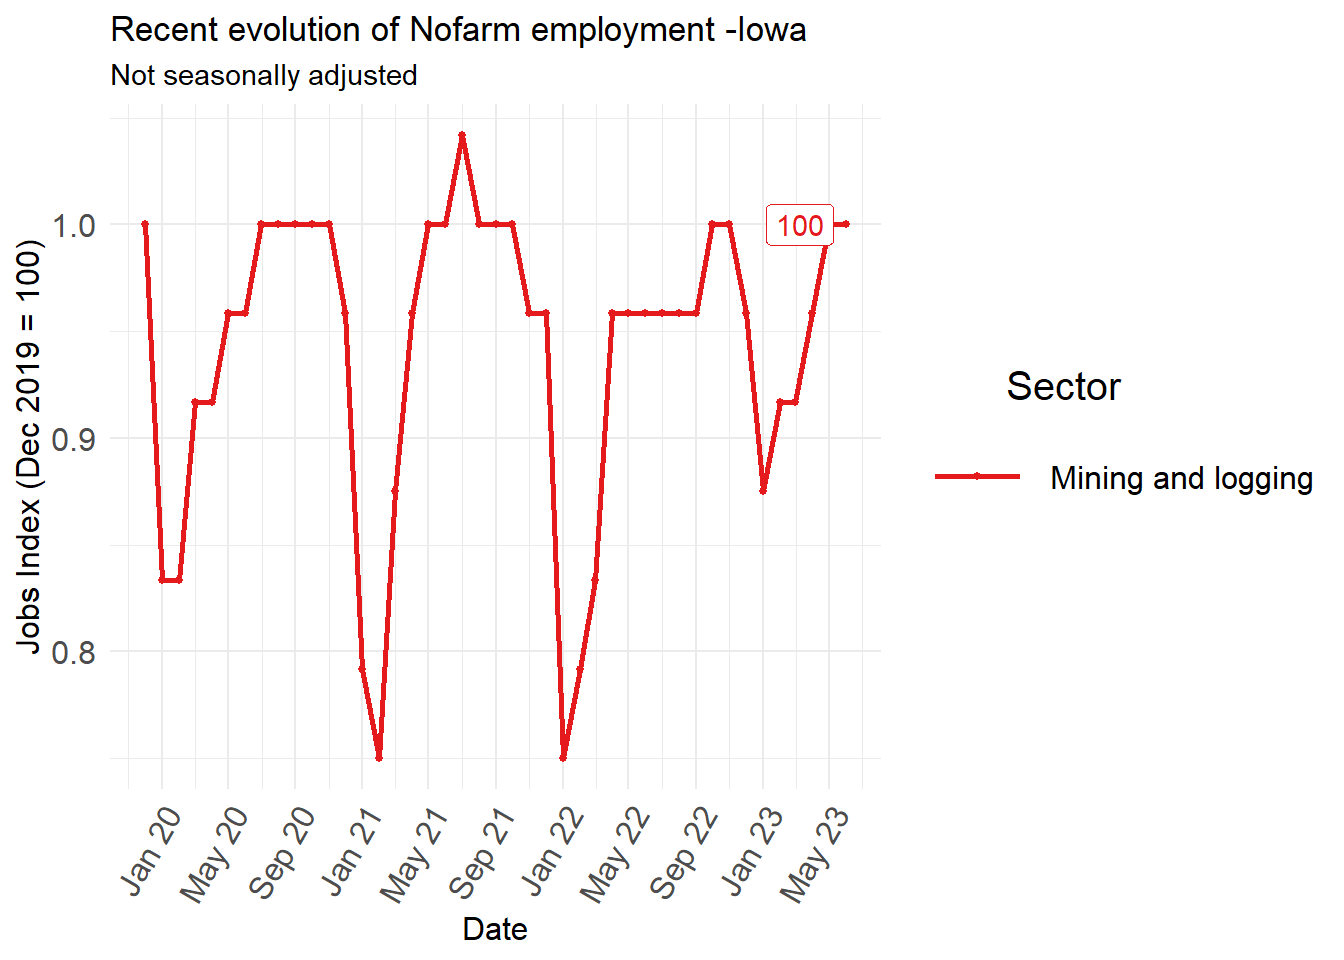 Recent evolution of Nofarm employment -Iowa
Not seasonally adjusted
Jobs Index (Dec 2019 = 100)
1.0
0.9
0.8
100
Sector
Mining and logging
Jan 20
May 20
Sep 20
Jan 21
May 21
Sep 21
Jan 22
May 22
Sep 22
Jan 23
May 23
Date